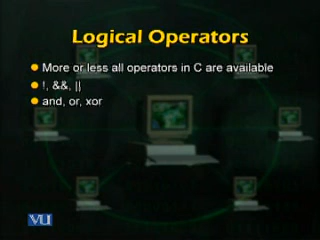 Logical Operators
More or less all operators in C are available
!, &&, ||
and, or, xor
VU